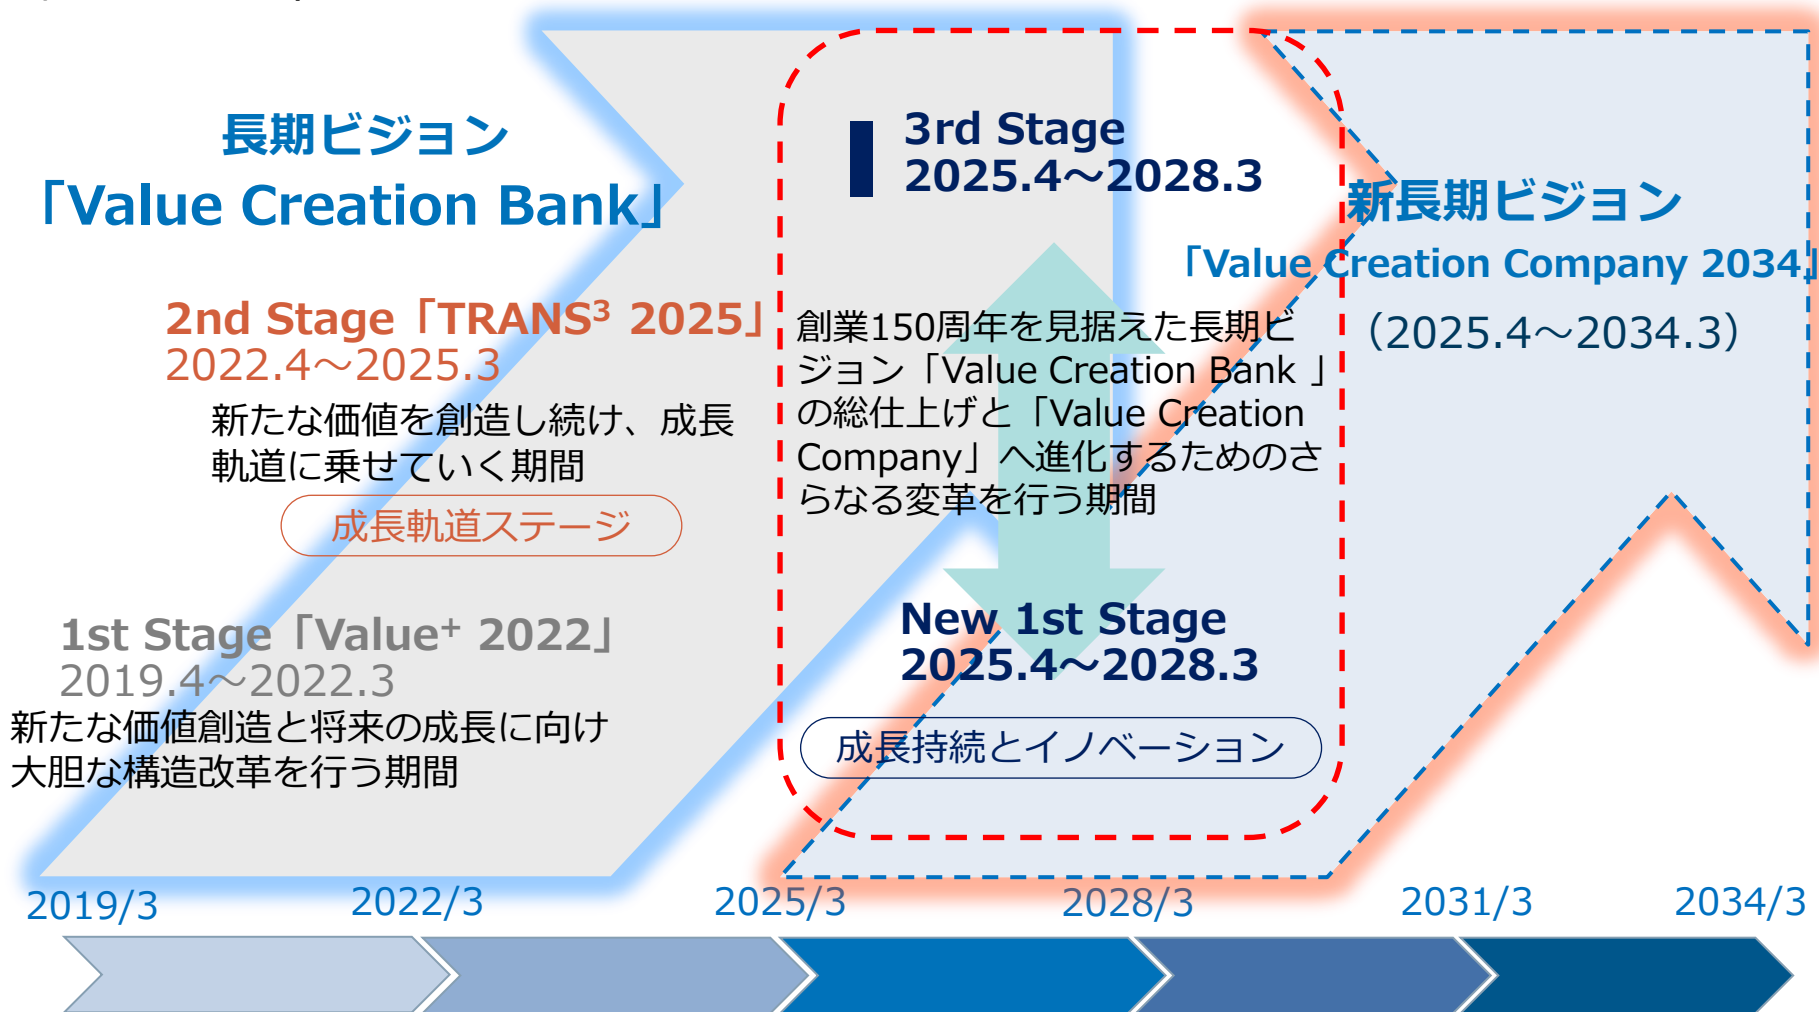 長期ビジョン
「Value Creation Bank」
2nd Stage「TRANS³ 2025」
2022.4～2025.3
新たな価値を創造し続け、成長
軌道に乗せていく期間
成長軌道ステージ
1st Stage「Value⁺ 2022」
2019.4～2022.3
新たな価値創造と将来の成長に向け
大胆な構造改革を行う期間
3rd Stage
2025.4～2028.3
創業150周年を見据えた長期ビ
ジョン「Value Creation Bank 」
の総仕上げと「Value Creation
Company」へ進化するためのさ
らなる変革を行う期間
New 1st Stage
2025.4～2028.3
成長持続とイノベーション
新長期ビジョン
「Value Creation Company 2034」
（2025.4～2034.3）
2019/3
2022/3
2025/3
2028/3
2031/3
2034/3